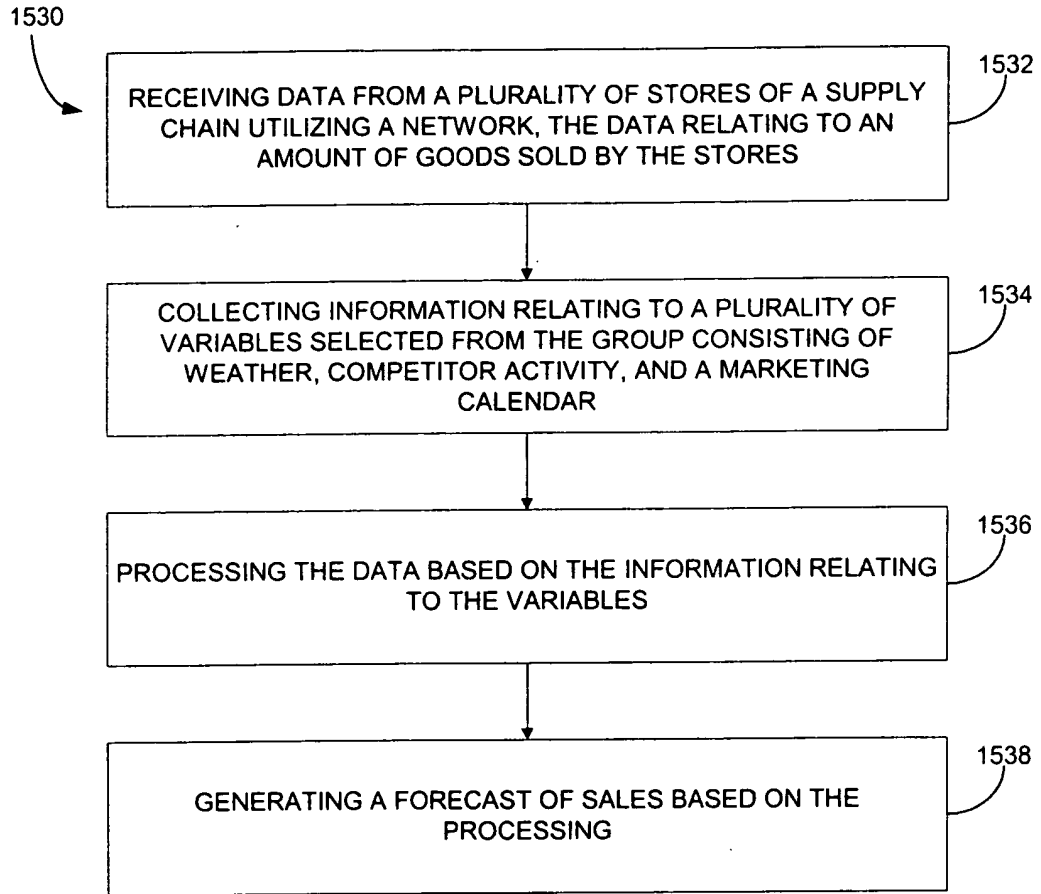 1530
1532
RECEIVING DATA FROM A PLURALITY OF STORES OF A SUPPLY
CHAIN UTILIZING A NETWORK, THE DATA RELATING TO AN
AMOUNT OF GOODS SOLD BY THE STORES
1534
COLLECTING INFORMATION RELATING TO A PLURALITY OF
VARIABLES SELECTED FROM THE GROUP CONSISTING OF
WEATHER, COMPETITOR ACTIVITY, AND A MARKETING
CALENDAR
1536
PROCESSING THE DATA BASED ON THE INFORMATION RELATING
TO THE VARIABLES
1538
GENERATING A FORECAST OF SALES BASED ON THE
PROCESSING